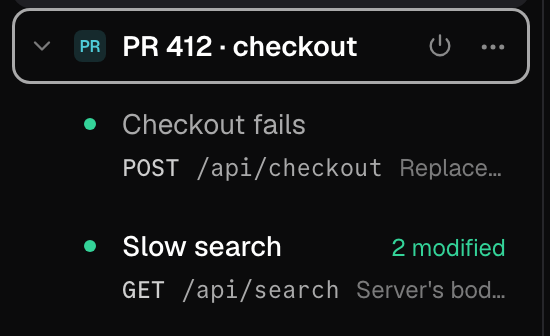 PR PR 412 · checkout
Checkout fails
POST /api/checkout Replace…
Slow search 2 modified
GET /api/search Server's bod…